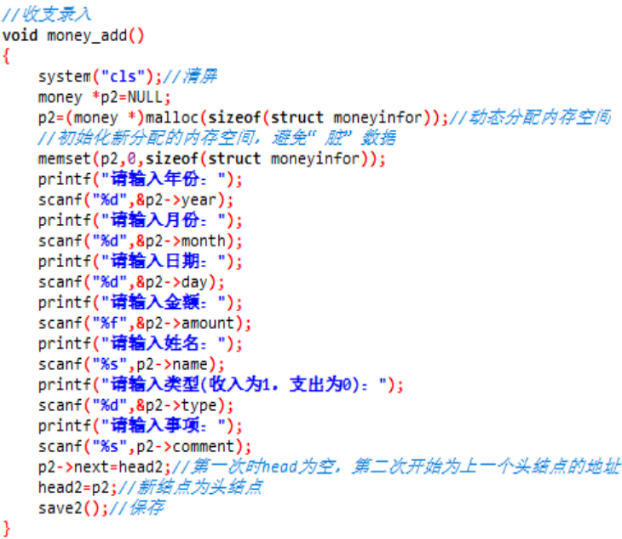 //收支录入
void money_add()
{
    system("cls");//清屏
    money *p2=NULL;
    p2=(money *)malloc(sizeof(struct moneyinfor));//动态分配内存空间
    //初始化新分配的内存空间，避免“脏”数据
    memset(p2,0,sizeof(struct moneyinfor));
    printf("请输入年份：");
    scanf("%d",&p2->year);
    printf("请输入月份：");
    scanf("%d",&p2->month);
    printf("请输入日期：");
    scanf("%d",&p2->day);
    printf("请输入金额：");
    scanf("%f",&p2->amount);
    printf("请输入姓名：");
    scanf("%s",p2->name);
    printf("请输入类型(收入为1，支出为0)：");
    scanf("%d",&p2->type);
    printf("请输入事项：");
    scanf("%s",p2->comment);
    p2->next=head2;//第一次时head为空，第二次开始为上一个头结点的地址
    head2=p2;//新结点为头结点
    save2();//保存
}